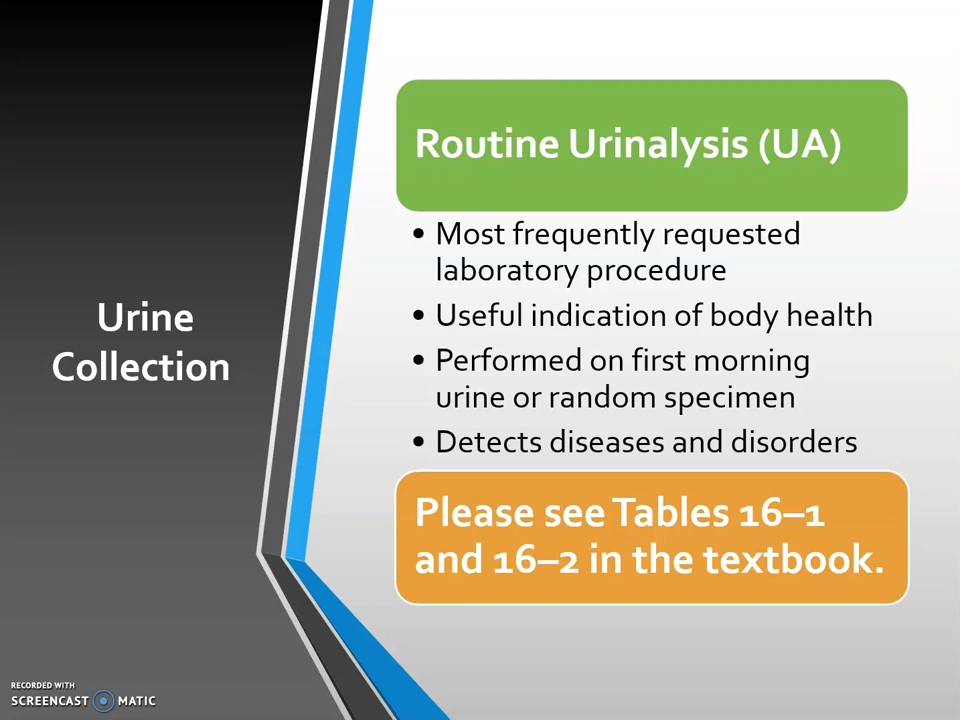 Urine
Collection
Routine Urinalysis (UA)
• Most frequently requested
laboratory procedure
• Useful indication of body health
• Performed on first morning
urine or random specimen
• Detects diseases and disorders
Please see Tables 16–1
and 16–2 in the textbook.
RECORDED WITH
SCREENCAST MATIC